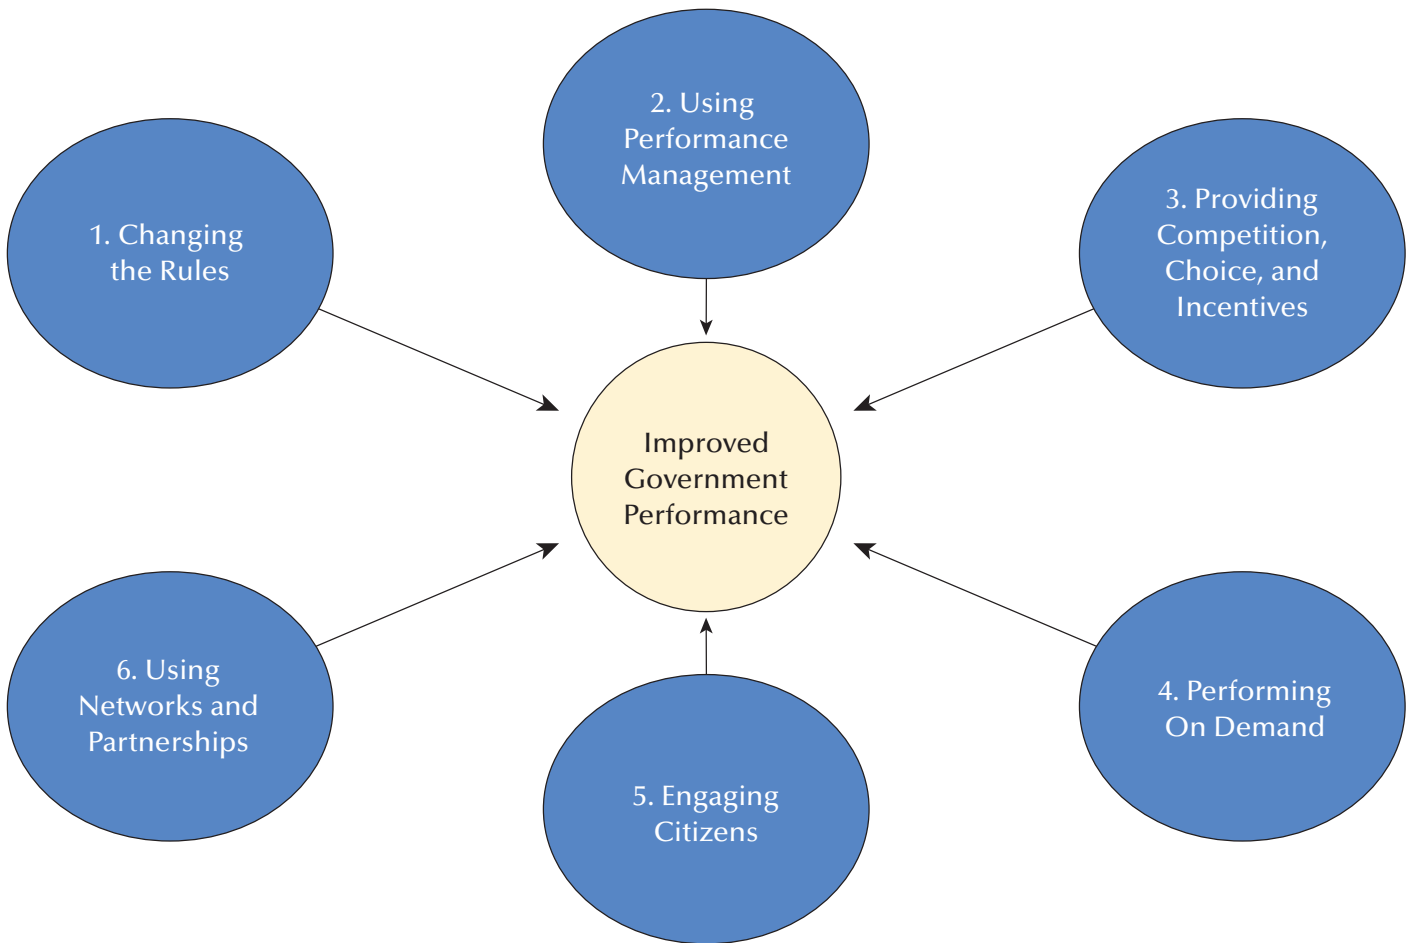 1. Changing
the Rules
2. Using
Performance
Management
3. Providing
Competition,
Choice, and
Incentives
Improved
Government
Performance
4. Performing
On Demand
5. Engaging
Citizens
6. Using
Networks and
Partnerships